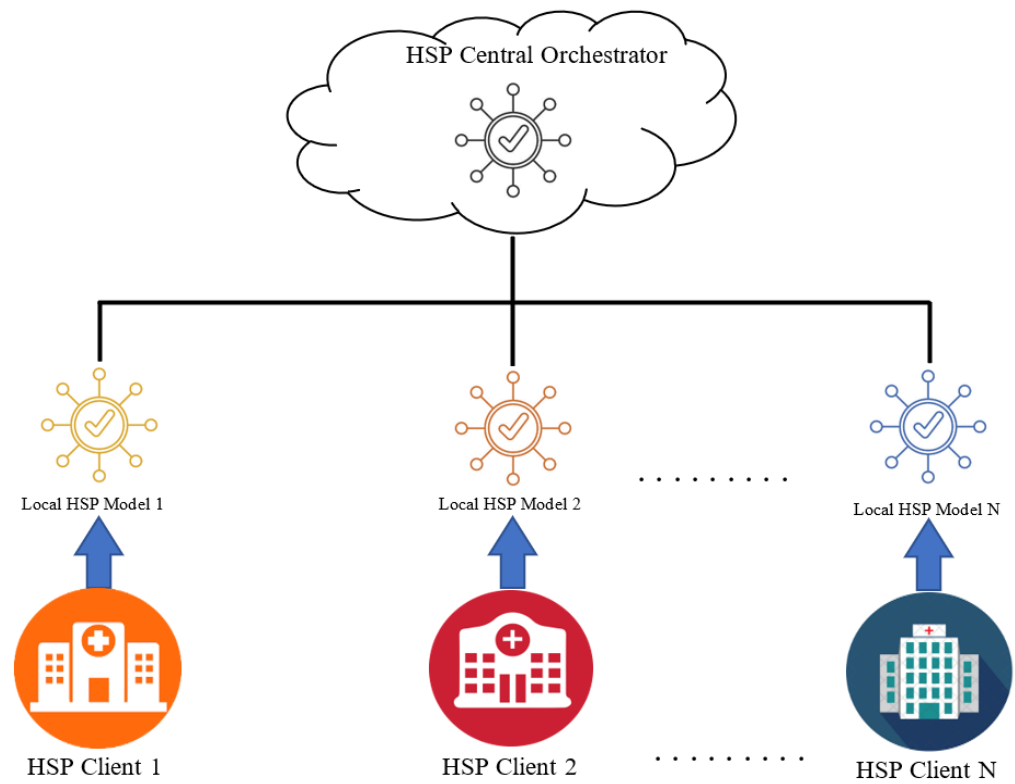 HSP Central Orchestrator
Local HSP Model 1
Local HSP Model 2
. . . . . . . . .
Local HSP Model N
HSP Client 1
HSP Client 2
. . . . . . . . .
HSP Client N